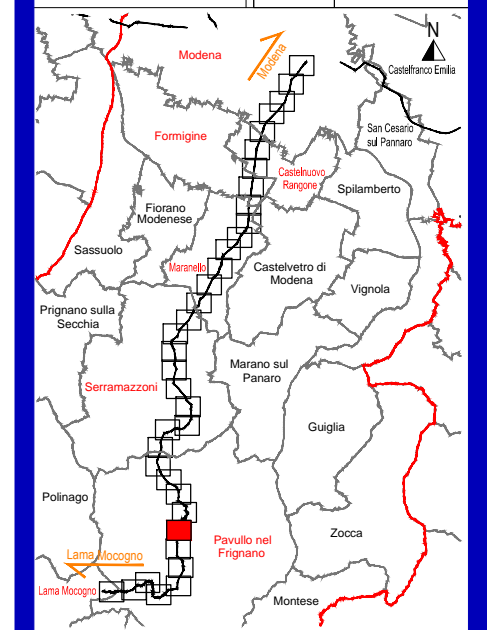 N
Modena
Modena
Castelfranco Emilia
San Cesario
sul Pannaro
Formigine
Castelnuovo
Rangone
Spilamberto
Fiorano
Modenese
Sassuolo
Maranello
Castelvetro di
Modena
Vignola
Prignano sulla
Secchia
Marano sul
Panaro
Serramazzoni
Guiglia
Polinago
Zocca
Pavullo nel
Frignano
Lama Mocogno
Lama Mocogno
Montese